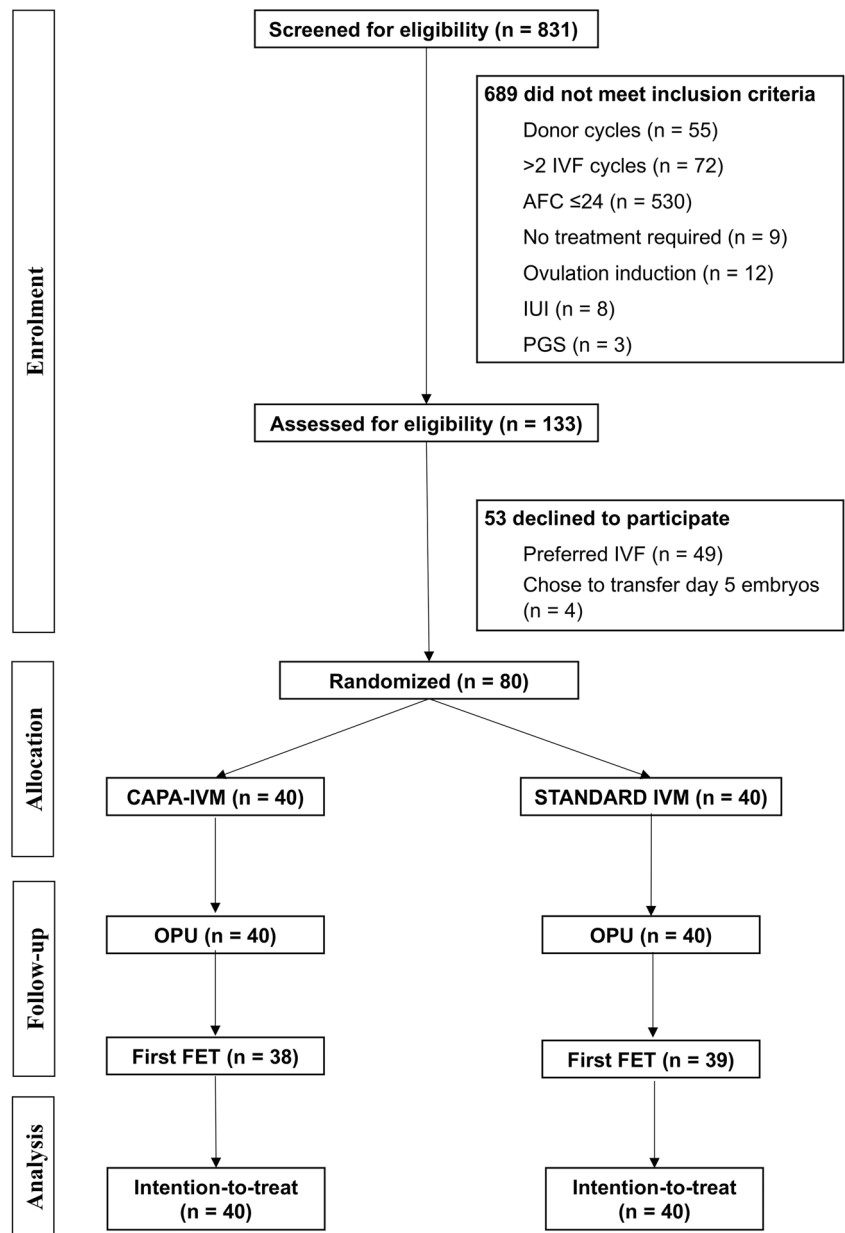 Enrolment
Screened for eligibility (n = 831)
689 did not meet inclusion criteria
Donor cycles (n = 55)
>2 IVF cycles (n = 72)
AFC ≤24 (n = 530)
No treatment required (n = 9)
Ovulation induction (n = 12)
IUI (n = 8)
PGS (n = 3)
Assessed for eligibility (n = 133)
53 declined to participate
Preferred IVF (n = 49)
Chose to transfer day 5 embryos
(n = 4)
Allocation
Randomized (n = 80)
CAPA-IVM (n = 40)
STANDARD IVM (n = 40)
Follow-up
OPU (n = 40)
OPU (n = 40)
First FET (n = 38)
First FET (n = 39)
Analysis
Intention-to-treat
(n = 40)
Intention-to-treat
(n = 40)